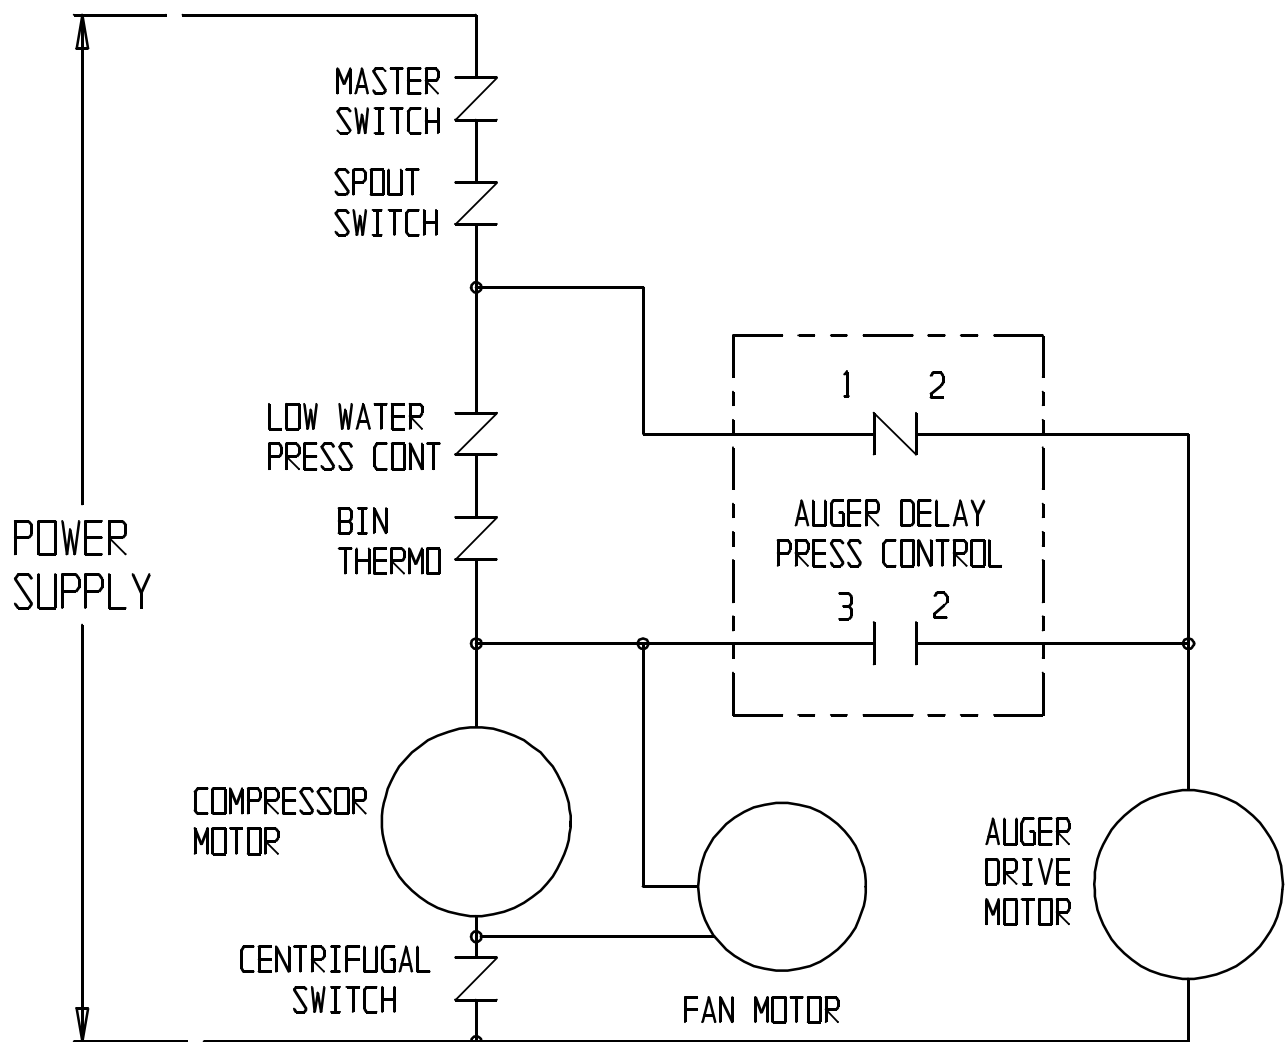 MASTER
SWITCH
SPOUT
SWITCH
LOW WATER
PRESS CONT
1 2
POWER
SUPPLY
BIN
THERMO
AUGER DELAY
PRESS CONTROL
3 2
COMPRESSOR
MOTOR
AUGER
DRIVE
MOTOR
CENTRIFUGAL
SWITCH
FAN MOTOR